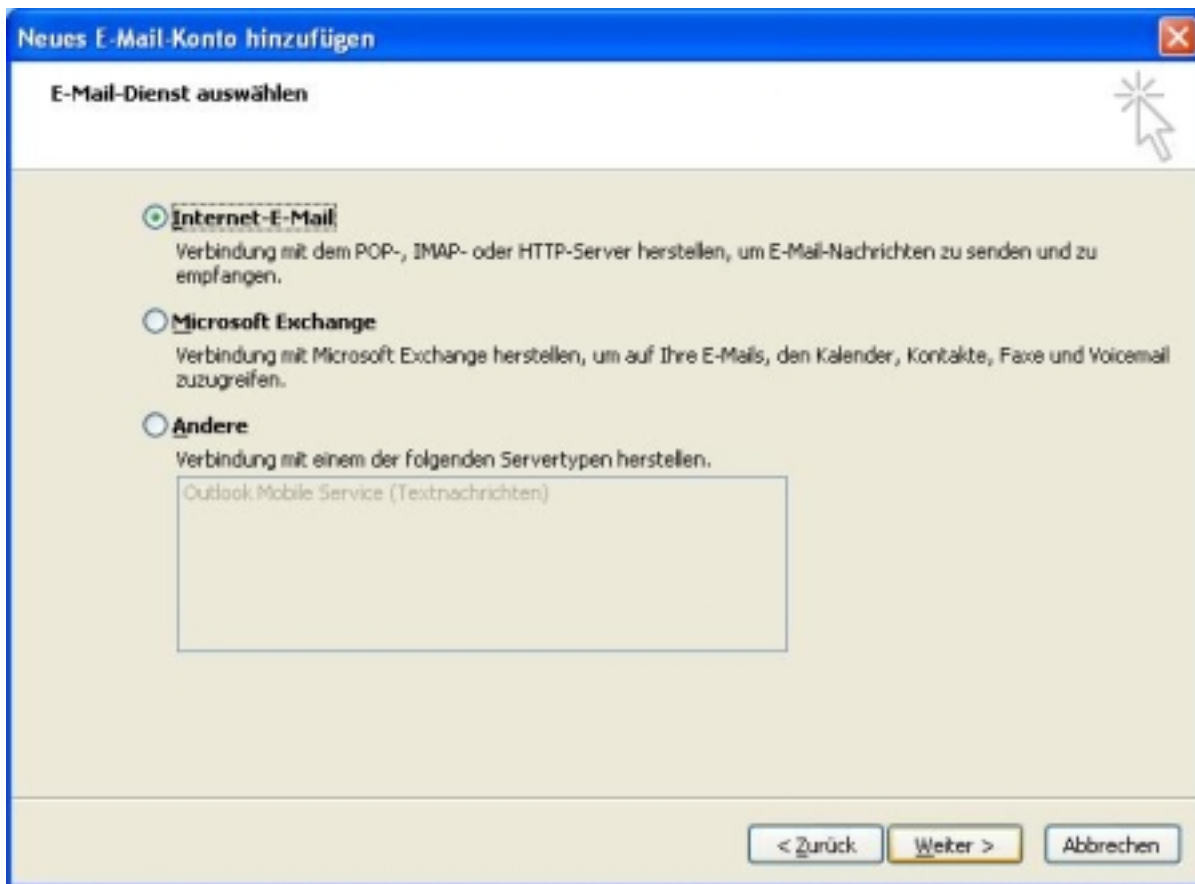 Neues E-Mail-Konto hinzufügen
E-Mail-Dienst auswählen
Internet-E-Mail
Verbindung mit dem POP-, IMAP- oder HTTP-Server herstellen, um E-Mail-Nachrichten zu senden und zu
empfangen.
Microsoft Exchange
Verbindung mit Microsoft Exchange herstellen, um auf Ihre E-Mails, den Kalender, Kontakte, Faxe und Voicemail
zuzugreifen.
Andere
Verbindung mit einem der folgenden Servertypen herstellen.
Outlook Mobile Service (Textnachrichten)
< Zurück Weiter > Abbrechen